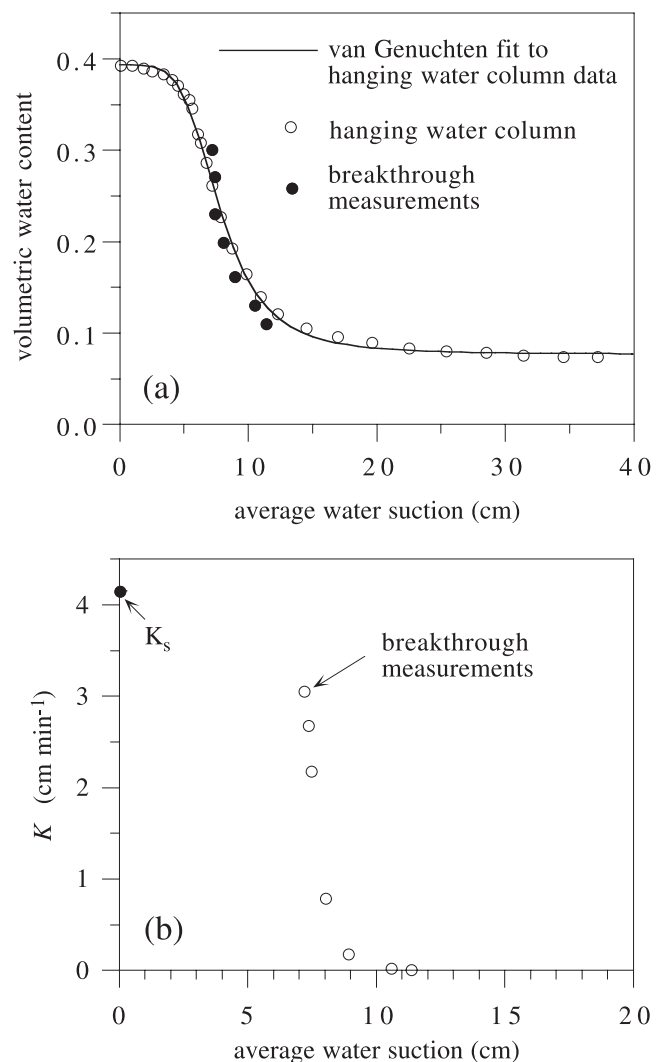 0.4
0.3
0.2
0.1
0.0
volumetric water content
van Genuchten fit to
hanging water column data
hanging water column
breakthrough
measurements
(a)
0 10 20 30 40
average water suction (cm)
4
3
2
1
0
K (cm min-1)
Ks
breakthrough
measurements
(b)
0 5 10 15 20
average water suction (cm)